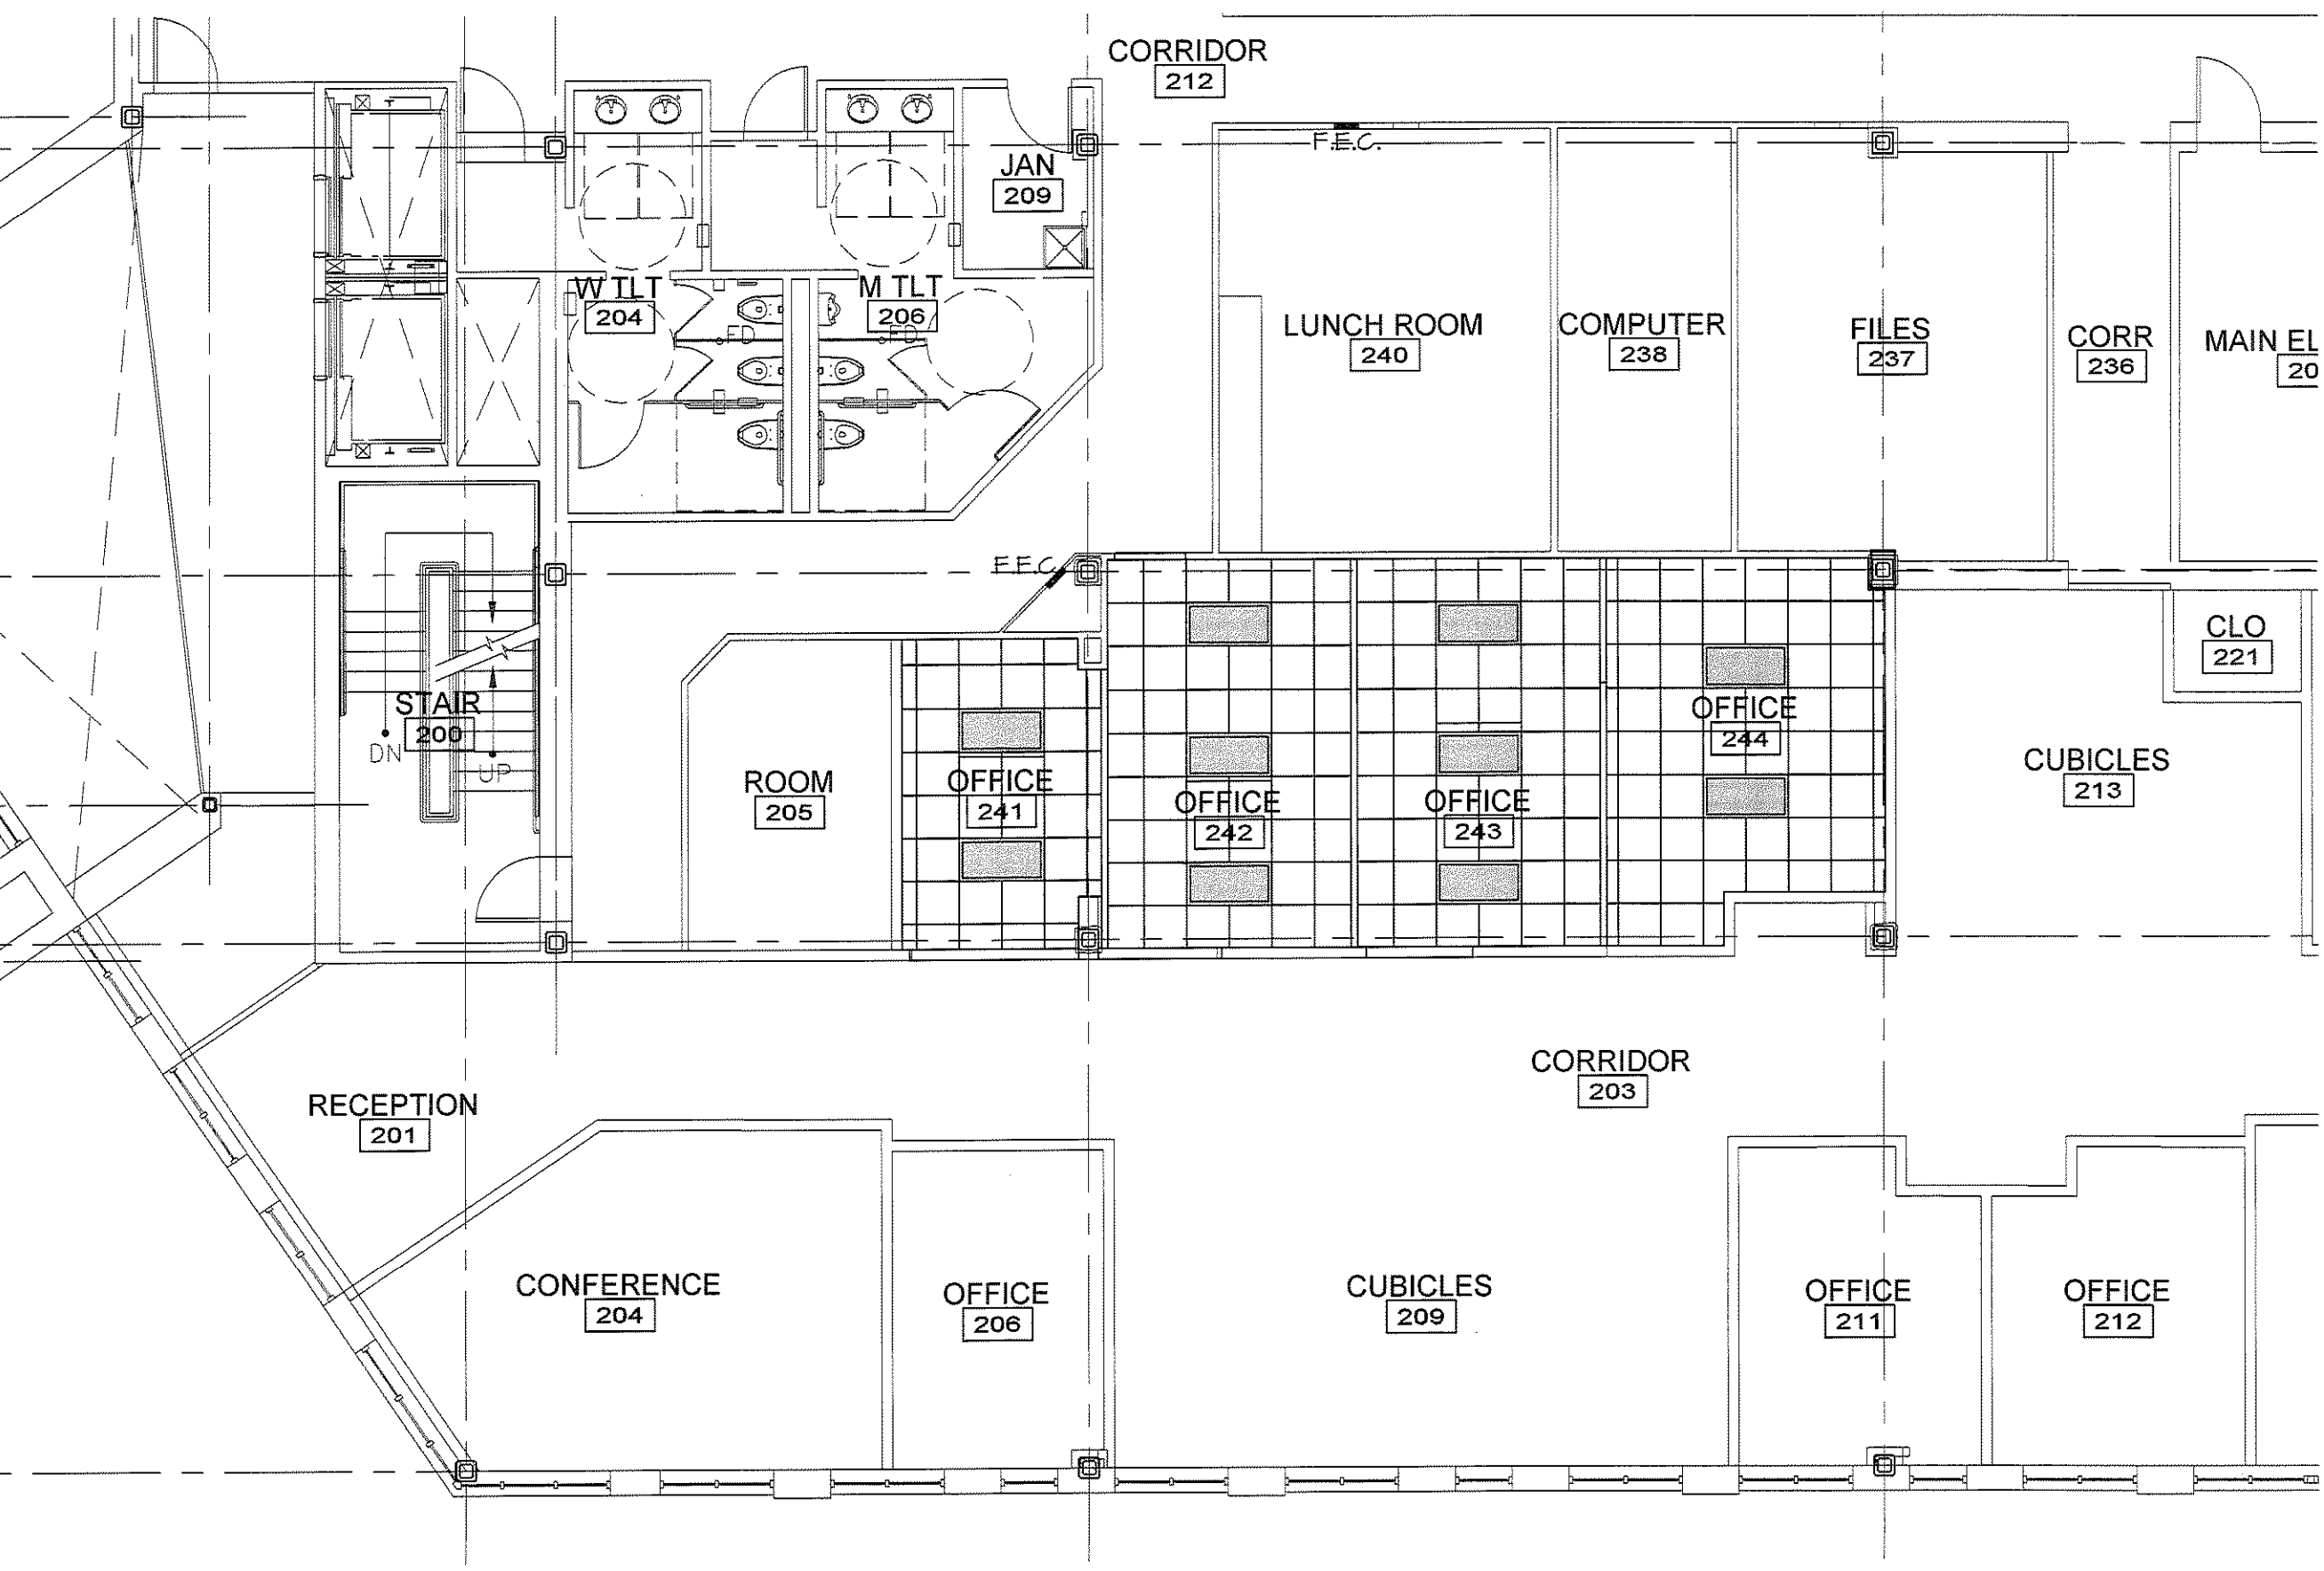 CORRIDOR
212
F.E.C.
JAN
209
W TLT
204
M TLT
206
FD
FD
LUNCH ROOM
240
COMPUTER
238
FILES
237
CORR
236
MAIN EL
20
F.E.C.
CLO
221
STAIR
200
DN
UP
ROOM
205
OFFICE
241
OFFICE
242
OFFICE
243
OFFICE
244
CUBICLES
213
CORRIDOR
203
RECEPTION
201
CONFERENCE
204
OFFICE
206
CUBICLES
209
OFFICE
211
OFFICE
212